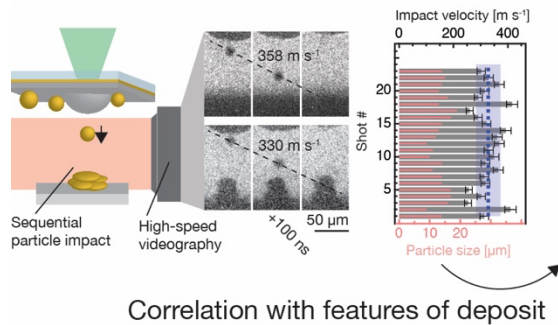 Impact velocity [m s⁻¹]
0 200 400
358 m s⁻¹
330 m s⁻¹
Shot #
20
15
10
5
0 10 20
Particle size [µm]
Sequential
particle impact
High-speed
videography
+100 ns
50 µm
Correlation with features of deposit